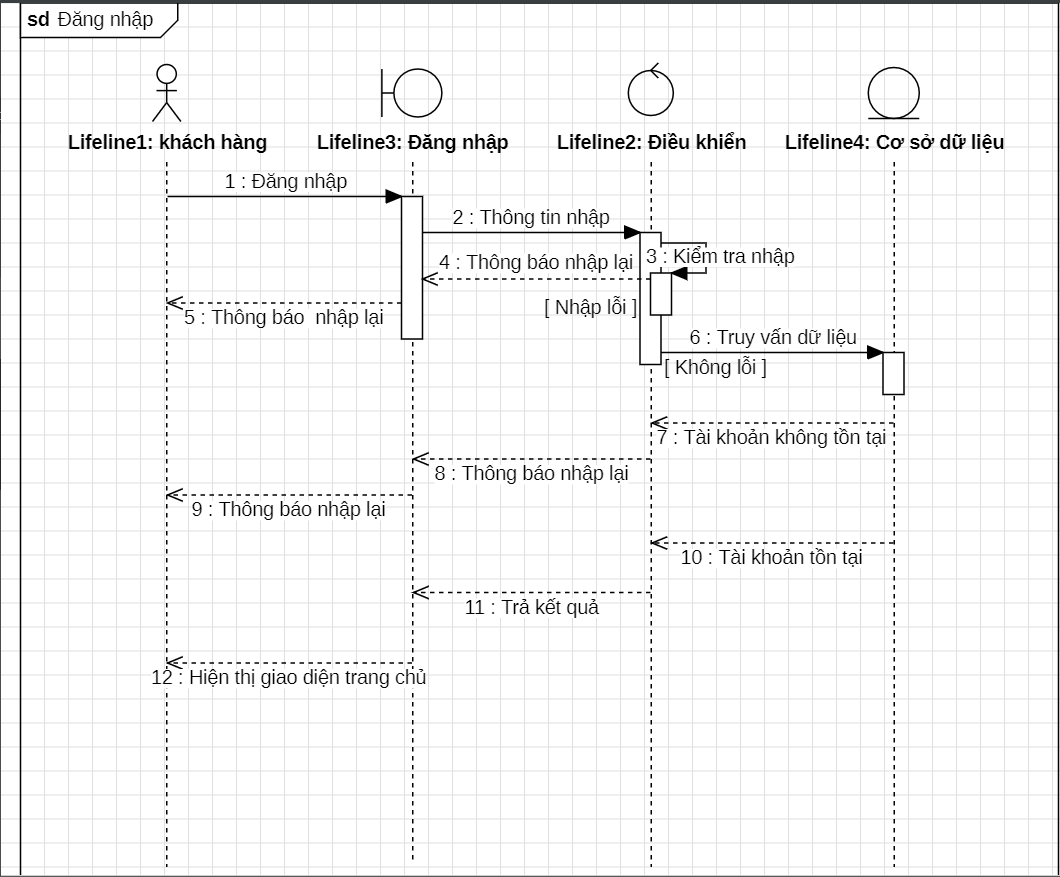 sd Đăng nhập
Lifeline1: khách hàng
Lifeline3: Đăng nhập
Lifeline2: Điều khiển
Lifeline4: Cơ sở dữ liệu
1 : Đăng nhập
2 : Thông tin nhập
3 : Kiểm tra nhập
4 : Thông báo nhập lại
[ Nhập lỗi ]
5 : Thông báo  nhập lại
6 : Truy vấn dữ liệu
[ Không lỗi ]
7 : Tài khoản không tồn tại
8 : Thông báo nhập lại
9 : Thông báo nhập lại
10 : Tài khoản tồn tại
11 : Trả kết quả
12 : Hiện thị giao diện trang chủ